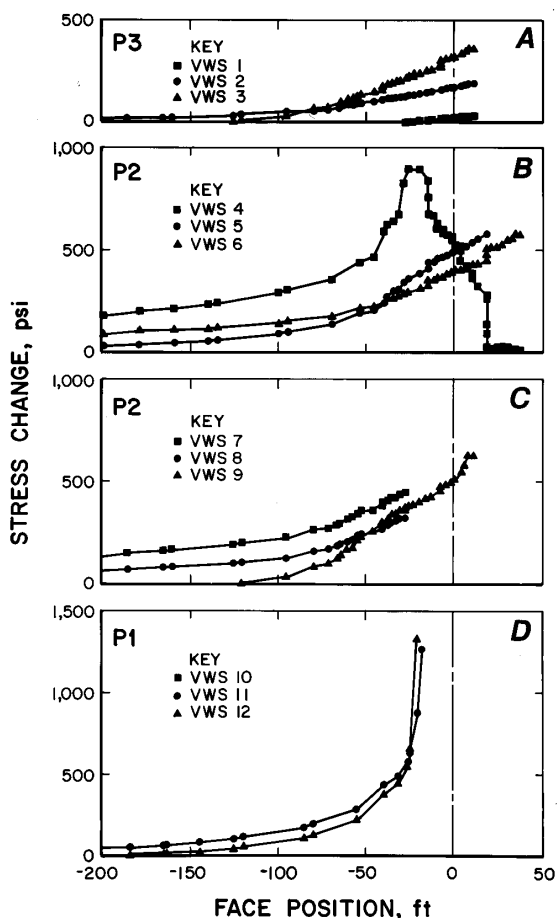 500
P3
A
KEY
VWS 1
VWS 2
VWS 3
0
1,000
P2
B
KEY
VWS 4
VWS 5
VWS 6
500
0
1,000
P2
C
KEY
VWS 7
VWS 8
VWS 9
500
0
1,500
P1
D
KEY
VWS 10
VWS 11
VWS 12
1,000
500
0
-200 -150 -100 -50 0 50
FACE POSITION, ft
STRESS CHANGE, psi